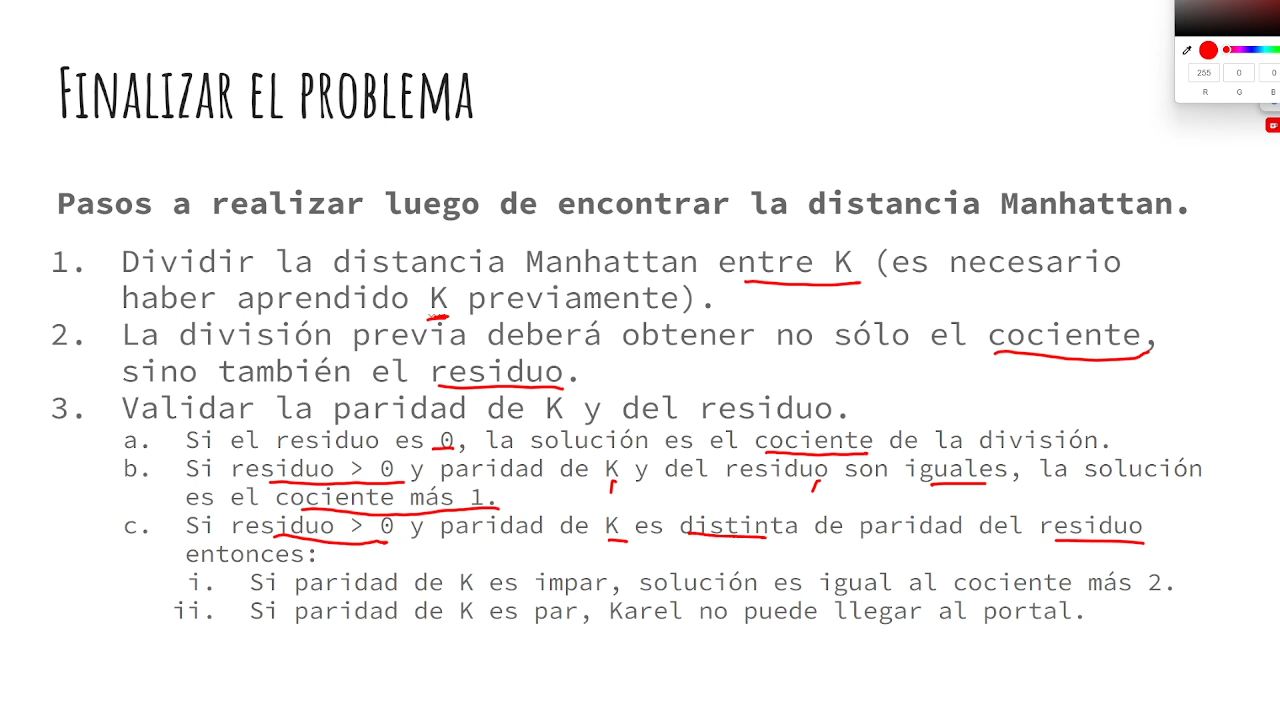 FINALIZAR EL PROBLEMA
Pasos a realizar luego de encontrar la distancia Manhattan.
1. Dividir la distancia Manhattan entre K (es necesario
haber aprendido K previamente).
2. La división previa deberá obtener no sólo el cociente,
sino también el residuo.
3. Validar la paridad de K y del residuo.
a. Si el residuo es 0, la solución es el cociente de la división.
b. Si residuo > 0 y paridad de K y del residuo son iguales, la solución
es el cociente más 1.
c. Si residuo > 0 y paridad de K es distinta de paridad del residuo
entonces:
i. Si paridad de K es impar, solución es igual al cociente más 2.
ii. Si paridad de K es par, Karel no puede llegar al portal.
255 0 0
R G B